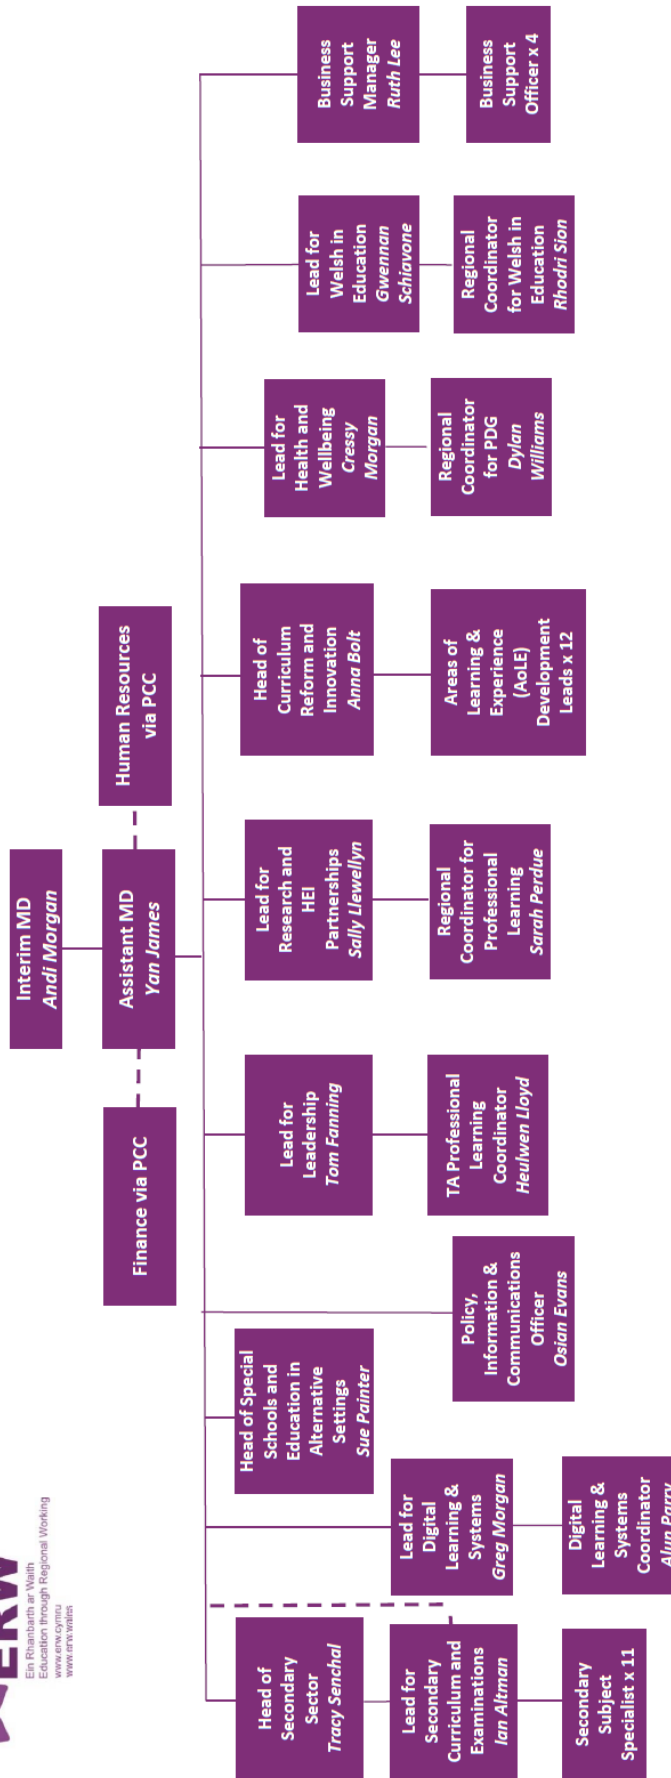 ERW
Ein Rhanbarth ar Waith
Education through Regional Working
www.erw.cymru
www.erw.wales
Interim MD
Andi Morgan
Finance via PCC
Assistant MD
Yan James
Human Resources
via PCC
Head of
Secondary
Sector
Tracy Senchal
Lead for
Secondary
Curriculum and
Examinations
Ian Altman
Secondary
Subject
Specialist x 11
Lead for
Digital
Learning &
Systems
Greg Morgan
Digital
Learning &
Systems
Coordinator
Alun Parry
Head of Special
Schools and
Education in
Alternative
Settings
Sue Painter
Policy,
Information &
Communications
Officer
Osian Evans
Lead for
Leadership
Tom Fanning
TA Professional
Learning
Coordinator
Heulwen Lloyd
Lead for
Research and
HEI
Partnerships
Sally Llewellyn
Regional
Coordinator for
Professional
Learning
Sarah Perdue
Head of
Curriculum
Reform and
Innovation
Anna Bolt
Areas of
Learning &
Experience
(AoLE)
Development
Leads x 12
Lead for
Health and
Wellbeing
Cressy
Morgan
Regional
Coordinator
for PDG
Dylan
Williams
Lead for
Welsh in
Education
Gwennan
Schiavone
Regional
Coordinator
for Welsh in
Education
Rhodri Sion
Business
Support
Manager
Ruth Lee
Business
Support
Officer x 4